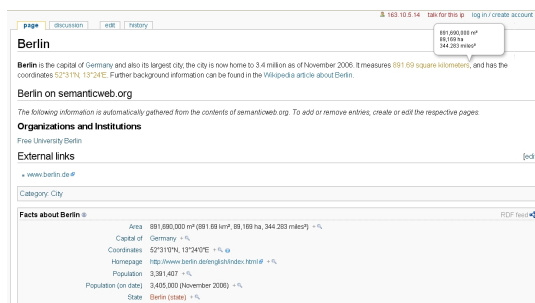 163.10.5.14 talk for this ip log in / create account
page discussion edit history
891,690,000 m²
89,169 ha
344.283 miles²
Berlin
Berlin is the capital of Germany and also its largest city; the city is now home to 3.4 million as of November 2006. It measures 891.69 square kilometers, and has the
coordinates 52°31'N, 13°24'E. Further background information can be found in the Wikipedia article about Berlin.
Berlin on semanticweb.org
The following information is automatically gathered from the contents of semanticweb.org. To add or remove entries, create or edit the respective pages.
Organizations and Institutions
Free University Berlin
External links [edi
www.berlin.de
Category: City
Facts about Berlin RDF feed
Area 891,690,000 m² (891.69 km², 89,169 ha, 344.283 miles²) +
Capital of Germany +
Coordinates 52°31'0"N, 13°24'0"E +
Homepage http://www.berlin.de/english/index.html +
Population 3,391,407 +
Population (on date) 3,405,000 (November 2006) +
State Berlin (state) +